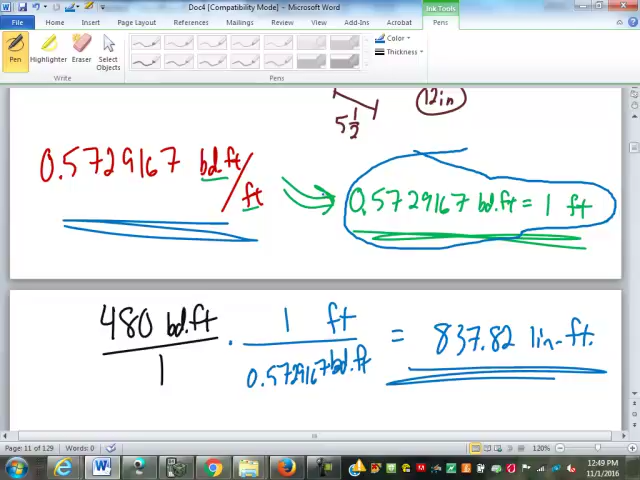 Doc4 [Compatibility Mode] - Microsoft Word
Ink Tools
File Home Insert Page Layout References Mailings Review View Add-Ins Acrobat Pens
Pen Highlighter Eraser Select Objects
Color
Thickness
Write Pens
12in
5 1/2
0.5729167 bd.ft/ft
0.5729167 bd.ft = 1 ft
480 bd.ft / 1 · 1 ft / 0.5729167 bd.ft = 837.82 lin-ft.
Page: 11 of 129 Words: 0 120%
12:49 PM
11/1/2016